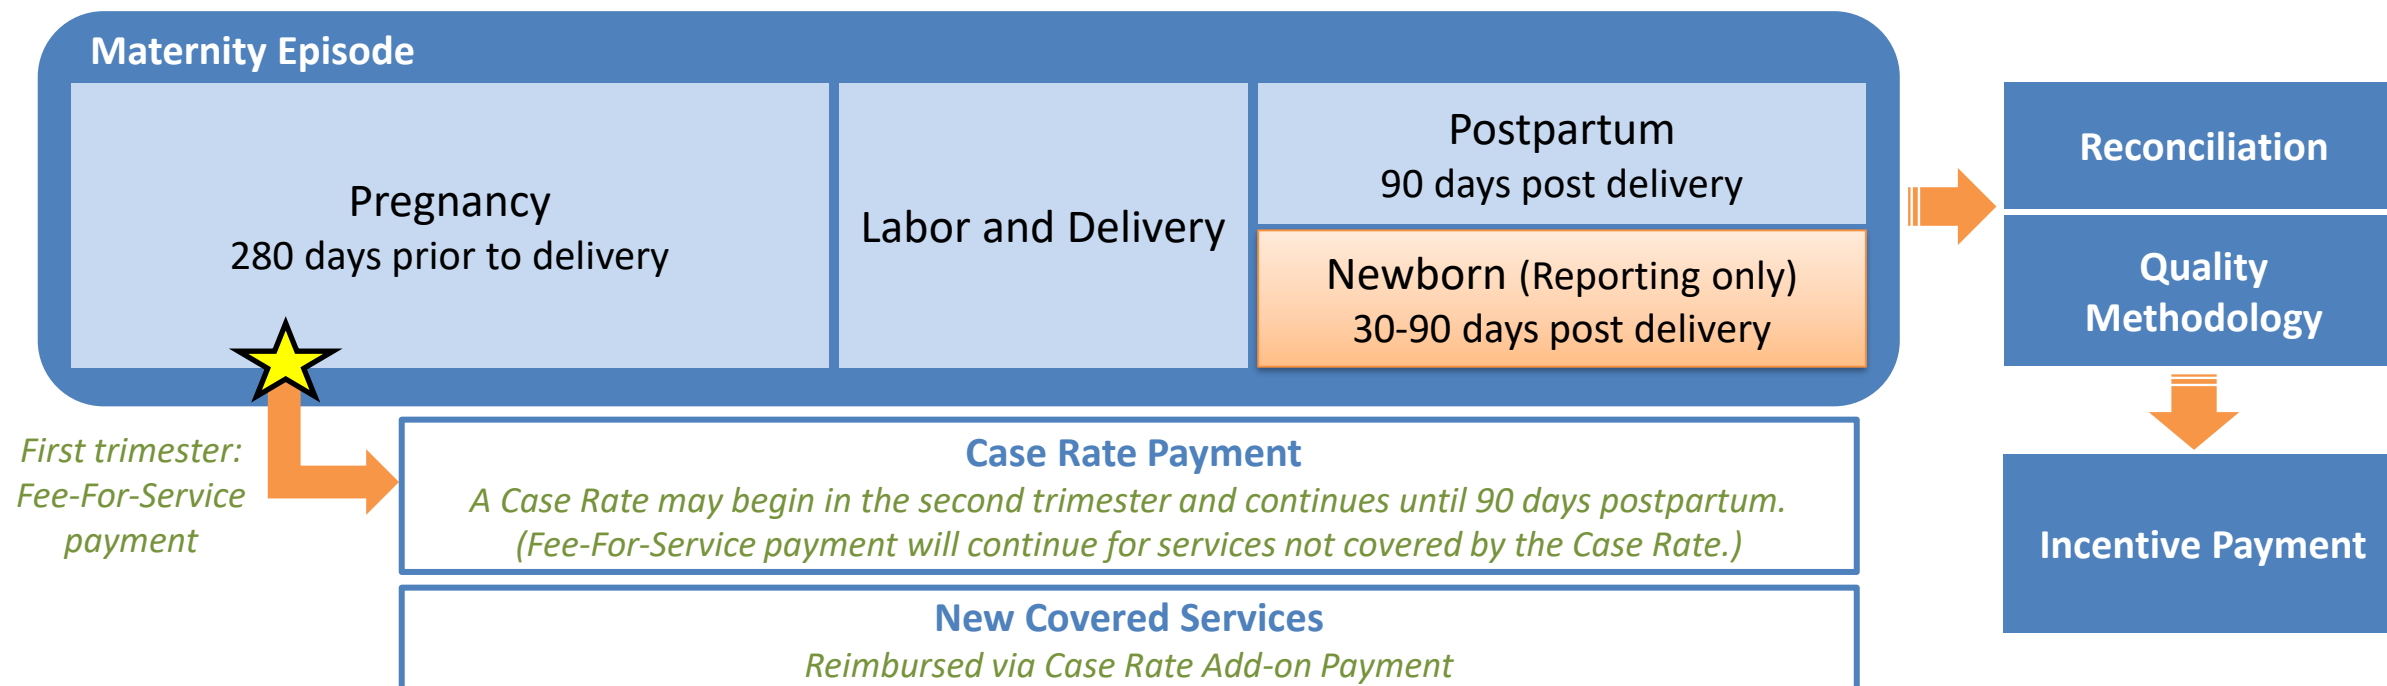 Maternity Episode
Pregnancy
280 days prior to delivery
Labor and Delivery
Postpartum
90 days post delivery
Newborn (Reporting only)
30-90 days post delivery
Reconciliation
Quality
Methodology
Incentive Payment
First trimester:
Fee-For-Service
payment
Case Rate Payment
A Case Rate may begin in the second trimester and continues until 90 days postpartum.
(Fee-For-Service payment will continue for services not covered by the Case Rate.)
New Covered Services
Reimbursed via Case Rate Add-on Payment